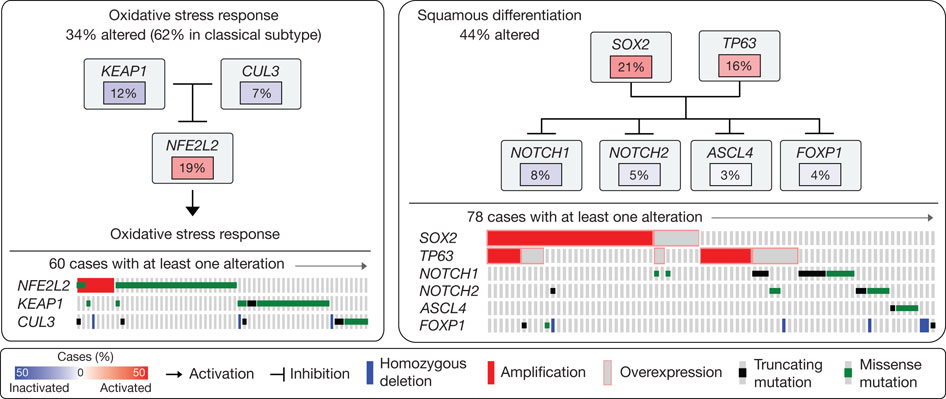 Oxidative stress response
34% altered (62% in classical subtype)
KEAP1
12%
CUL3
7%
NFE2L2
19%
Oxidative stress response
60 cases with at least one alteration
NFE2L2
KEAP1
CUL3
Squamous differentiation
44% altered
SOX2
21%
TP63
16%
NOTCH1
8%
NOTCH2
5%
ASCL4
3%
FOXP1
4%
78 cases with at least one alteration
SOX2
TP63
NOTCH1
NOTCH2
ASCL4
FOXP1
Cases (%)
50 0 50
Inactivated Activated
Activation
Inhibition
Homozygous
deletion
Amplification
Overexpression
Truncating
mutation
Missense
mutation